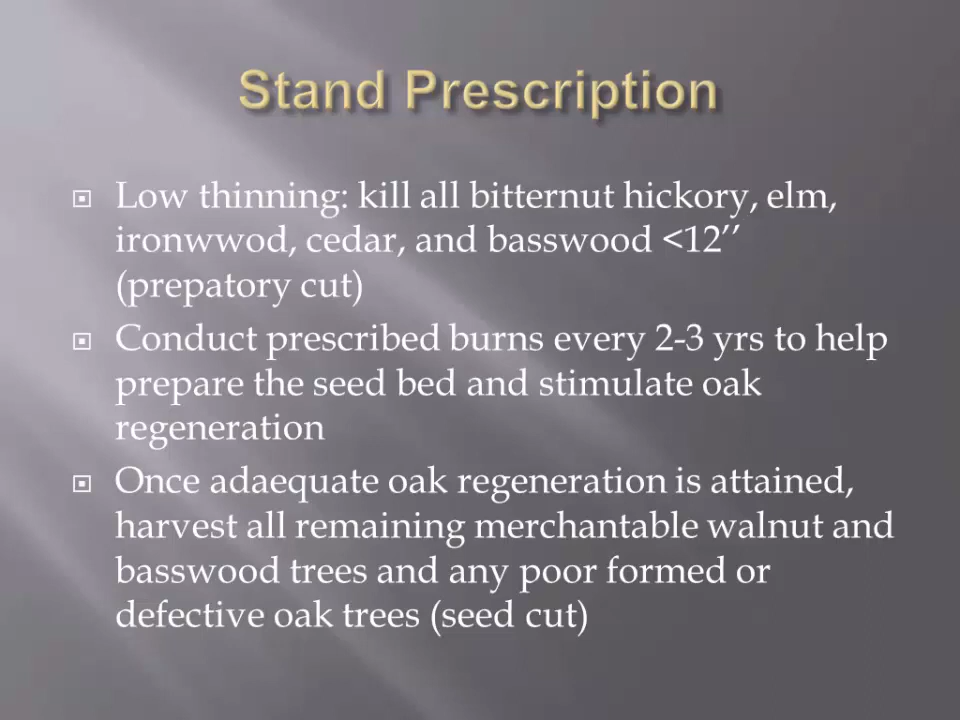 Stand Prescription
Low thinning: kill all bitternut hickory, elm,
ironwwod, cedar, and basswood <12’’
(prepatory cut)
Conduct prescribed burns every 2-3 yrs to help
prepare the seed bed and stimulate oak
regeneration
Once adaequate oak regeneration is attained,
harvest all remaining merchantable walnut and
basswood trees and any poor formed or
defective oak trees (seed cut)